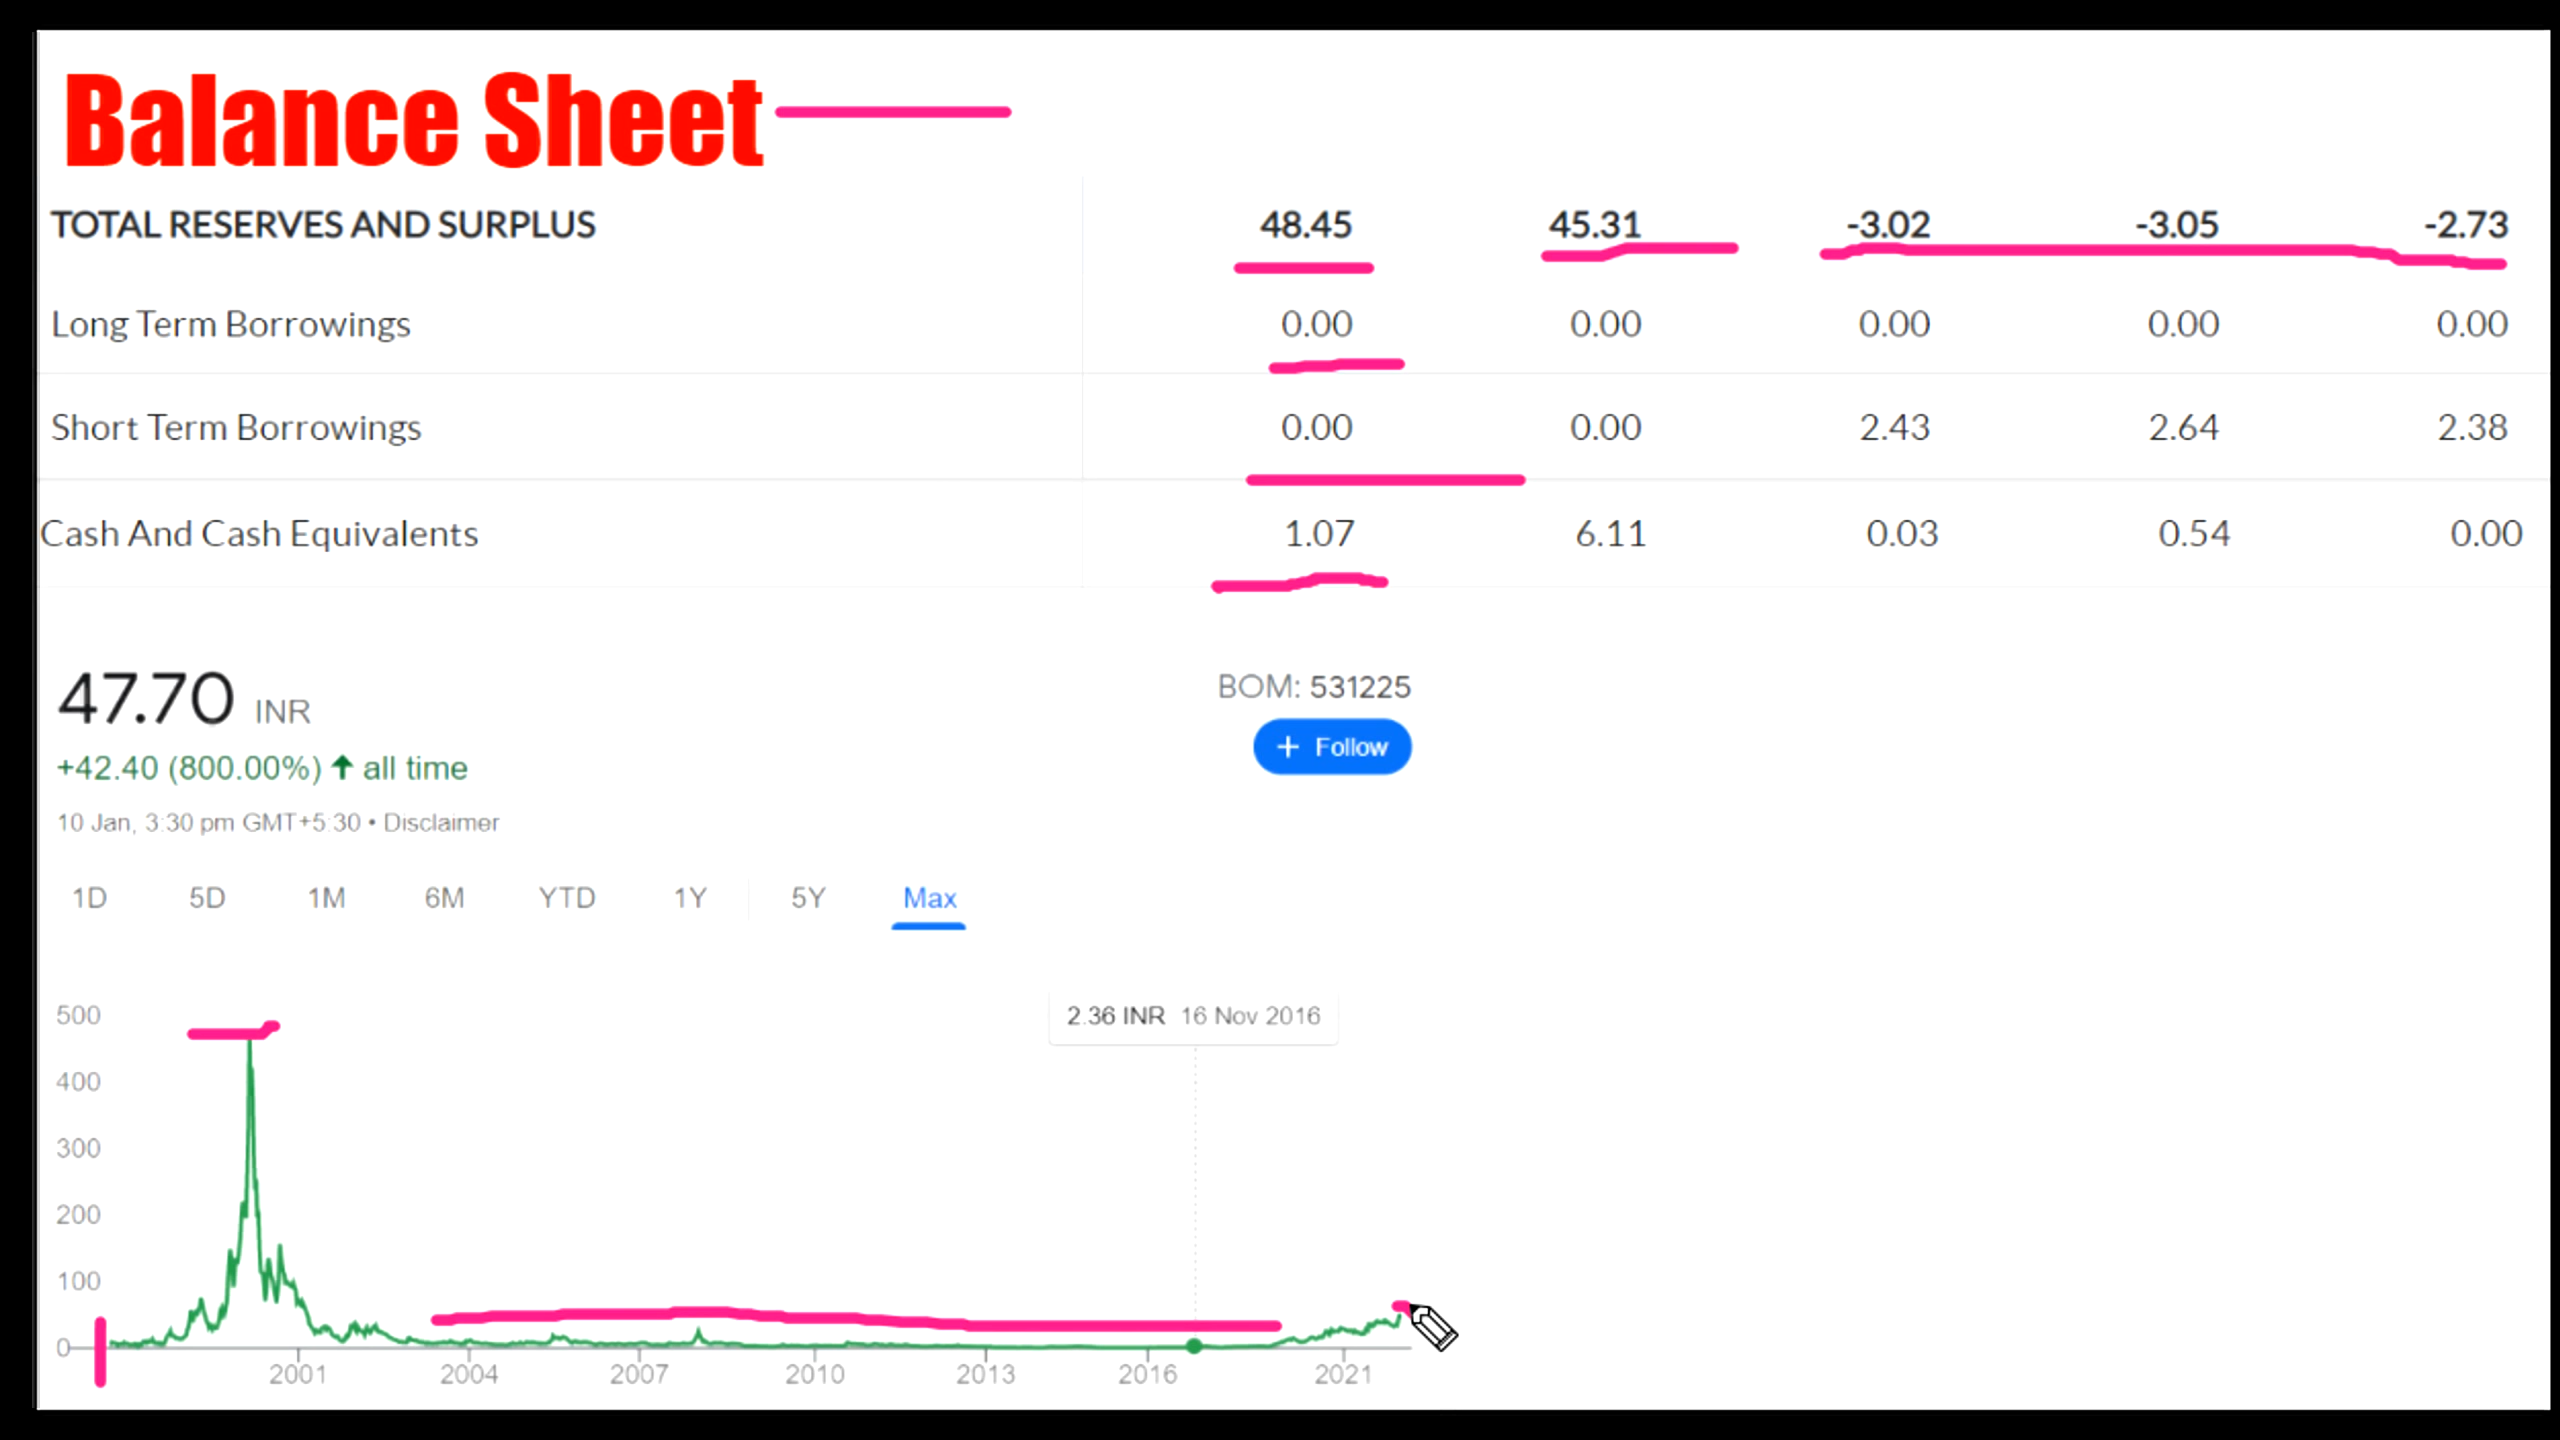 Balance Sheet
TOTAL RESERVES AND SURPLUS 48.45 45.31 -3.02 -3.05 -2.73
Long Term Borrowings 0.00 0.00 0.00 0.00 0.00
Short Term Borrowings 0.00 0.00 2.43 2.64 2.38
Cash And Cash Equivalents 1.07 6.11 0.03 0.54 0.00
47.70 INR
BOM: 531225
+ Follow
+42.40 (800.00%) ↑ all time
10 Jan, 3:30 pm GMT+5:30 • Disclaimer
1D 5D 1M 6M YTD 1Y 5Y Max
2.36 INR 16 Nov 2016
500
400
300
200
100
0
2001 2004 2007 2010 2013 2016 2021